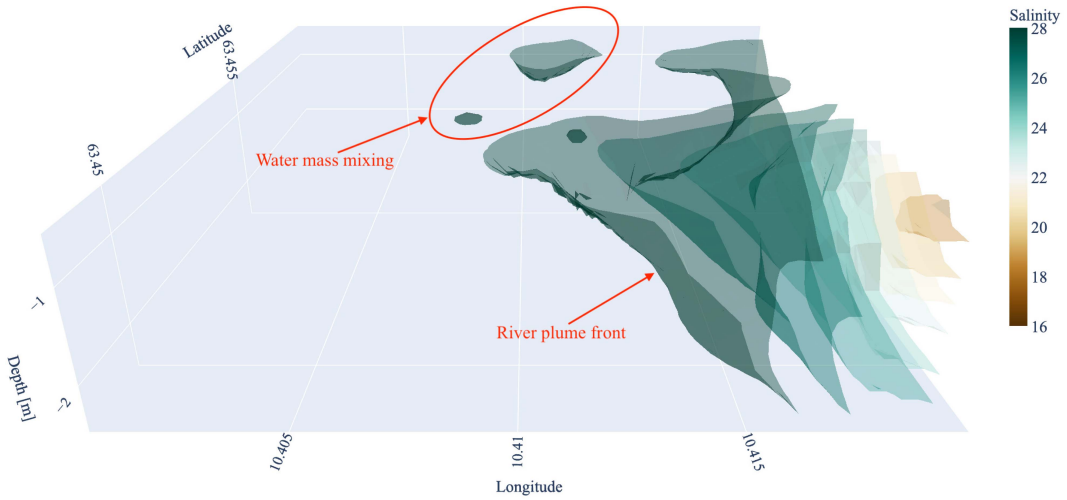 Salinity
28
26
24
22
20
18
16
Latitude
63.455
63.45
Water mass mixing
River plume front
−1
−2
Depth [m]
10.405
10.41
10.415
Longitude